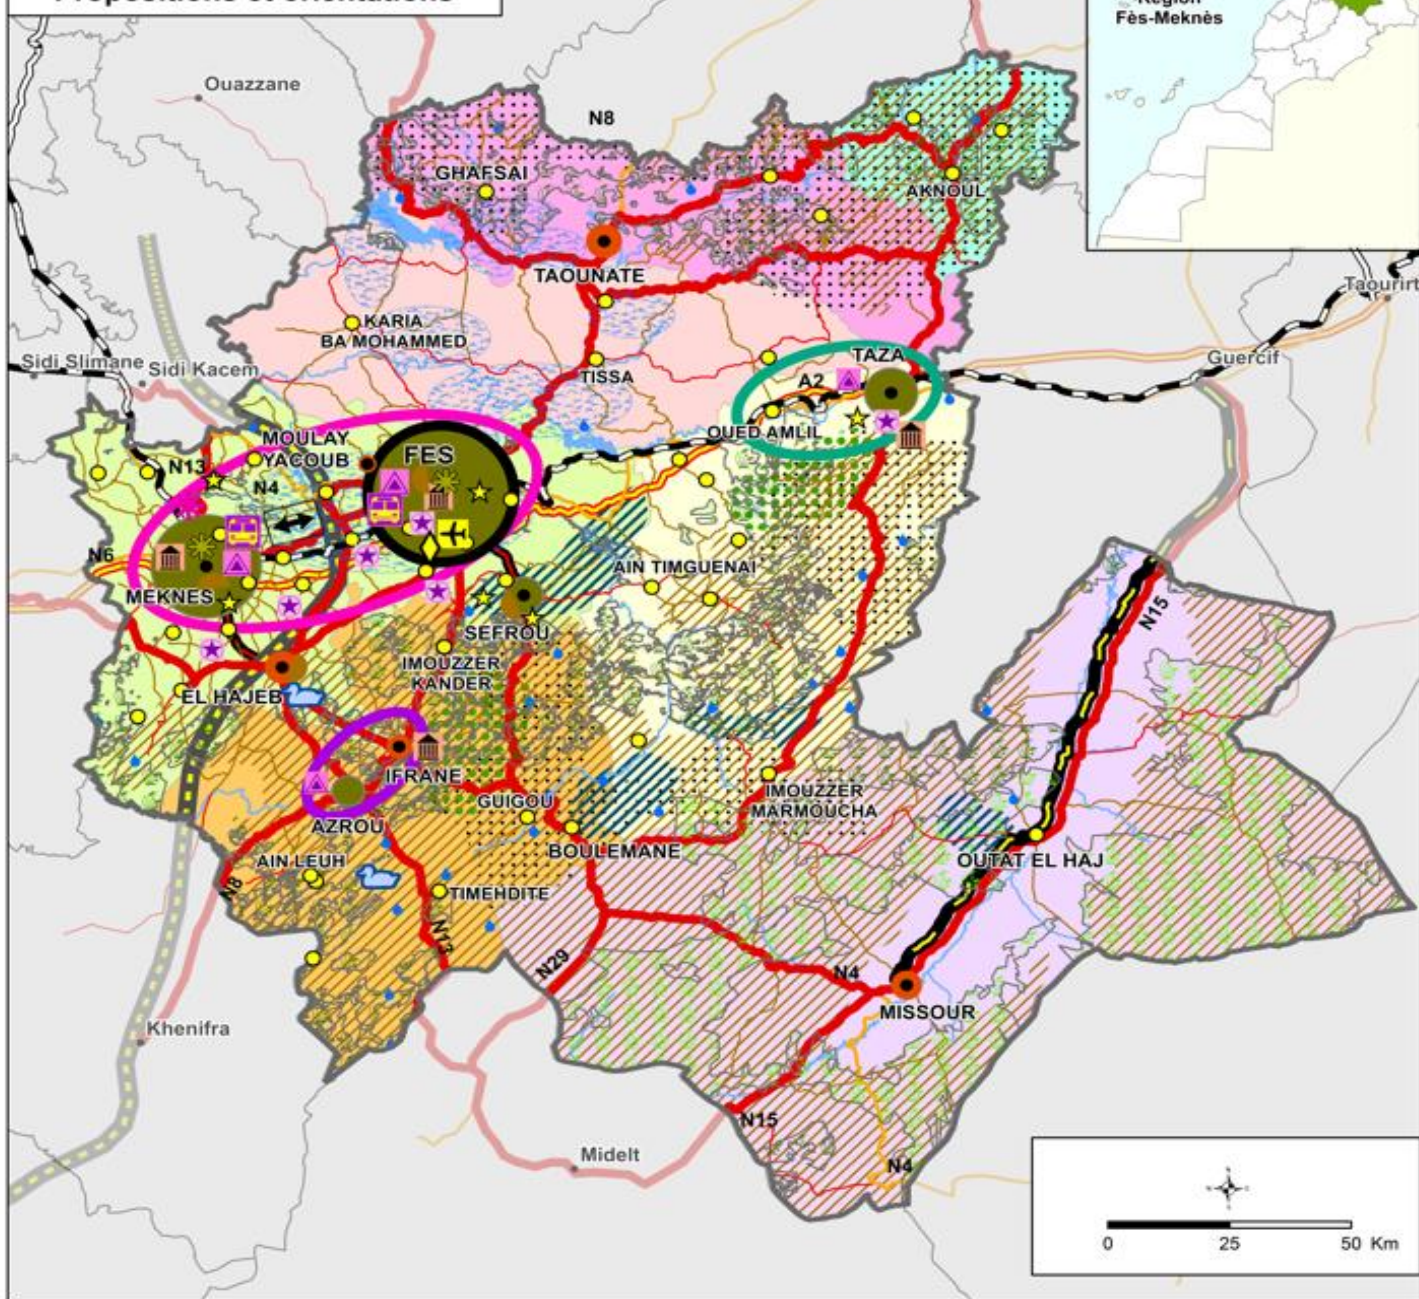 Propositions et orientations
Région
Fès-Meknès
Ouazzane
N8
GHAFSAI
AKNOUL
TAOUNATE
Taourirt
KARIA
BA MOHAMMED
TAZA
Guercif
Sidi Slimane
Sidi Kacem
TISSA
A2
MOULAY
YACOUB
FES
OUED AMLIL
N13
N4
N6
AIN TIMGUENAI
MEKNES
N15
SEFROU
IMOUZZER
KANDER
EL HAJEB
IFRANE
GUIGOU
IMOUZZER
MARMOUCHA
AZROU
BOULEMANE
OUTAT EL HAJ
AIN LEUH
N8
TIMEHDITE
N13
N29
N4
MISSOUR
Khenifra
N15
Midelt
N4
0 25 50 Km